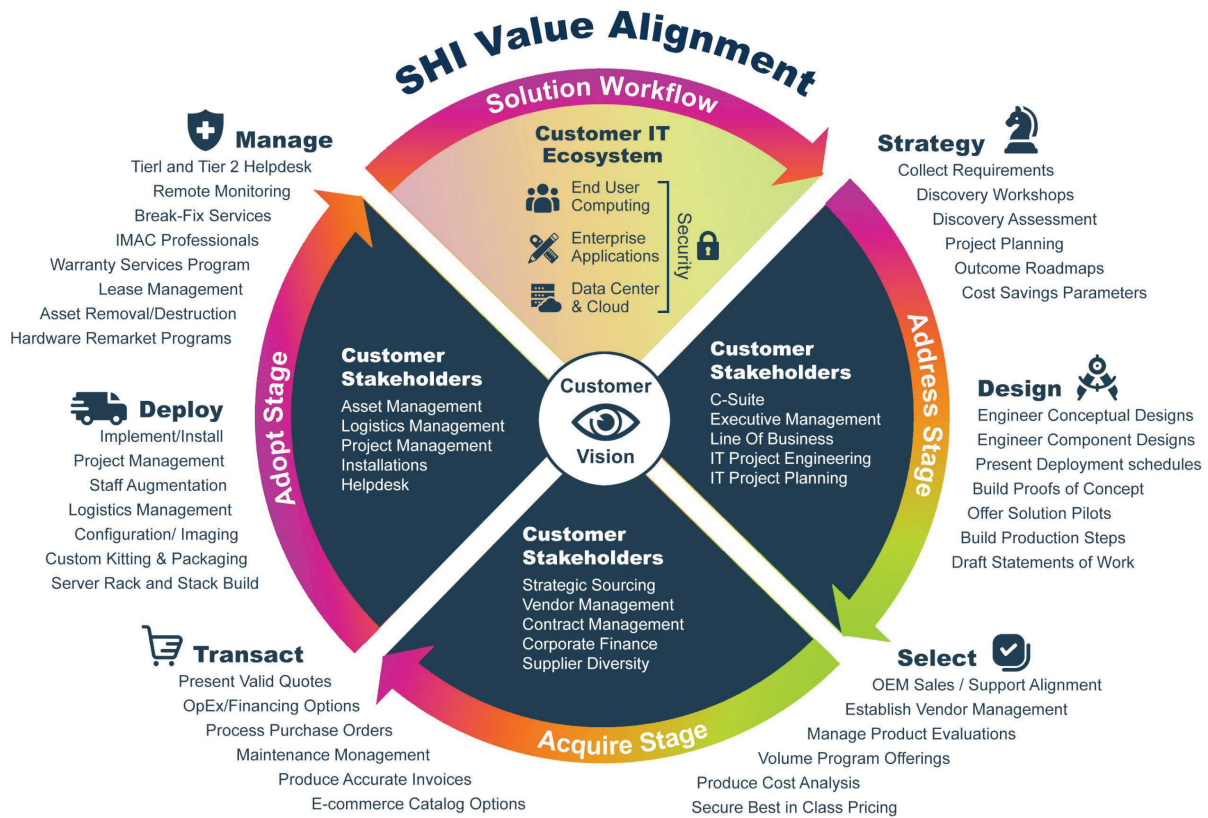 SHI Value Alignment
Solution Workflow
Customer IT
Ecosystem
End User
Computing
Enterprise
Applications
Data Center
& Cloud
Security
Strategy
Collect Requirements
Discovery Workshops
Discovery Assessment
Project Planning
Outcome Roadmaps
Cost Savings Parameters
Address Stage
Customer
Stakeholders
C-Suite
Executive Management
Line Of Business
IT Project Engineering
IT Project Planning
Design
Engineer Conceptual Designs
Engineer Component Designs
Present Deployment schedules
Build Proofs of Concept
Offer Solution Pilots
Build Production Steps
Draft Statements of Work
Select
OEM Sales / Support Alignment
Establish Vendor Management
Manage Product Evaluations
Volume Program Offerings
Produce Cost Analysis
Secure Best in Class Pricing
Acquire Stage
Customer
Stakeholders
Strategic Sourcing
Vendor Management
Contract Management
Corporate Finance
Supplier Diversity
Transact
Present Valid Quotes
OpEx/Financing Options
Process Purchase Orders
Maintenance Monagement
Produce Accurate Invoices
E-commerce Catalog Options
Deploy
Implement/Install
Project Management
Staff Augmentation
Logistics Management
Configuration/ Imaging
Custom Kitting & Packaging
Server Rack and Stack Build
Adopt Stage
Customer
Stakeholders
Asset Management
Logistics Management
Project Management
Installations
Helpdesk
Manage
Tierl and Tier 2 Helpdesk
Remote Monitoring
Break-Fix Services
IMAC Professionals
Warranty Services Program
Lease Management
Asset Removal/Destruction
Hardware Remarket Programs
Customer
Vision